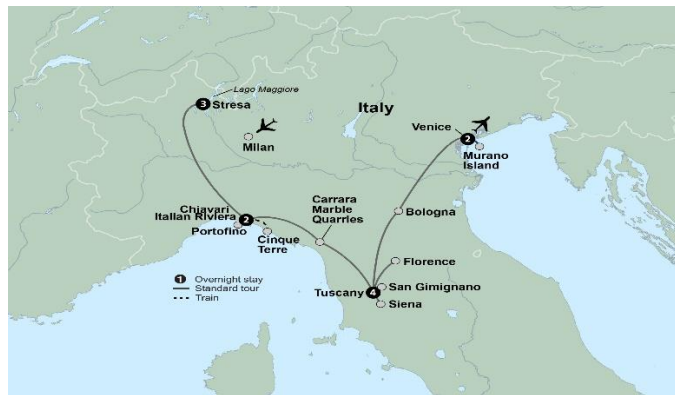 Lago Maggiore
3 Stresa
Italy
Milan
Venice
2
Murano
Island
Chiavari
Italian Riviera
2
Portofino
Cinque
Terre
Carrara
Marble
Quarries
Bologna
Florence
Tuscany
4
San Gimignano
Siena
1 Overnight stay
Standard tour
Train